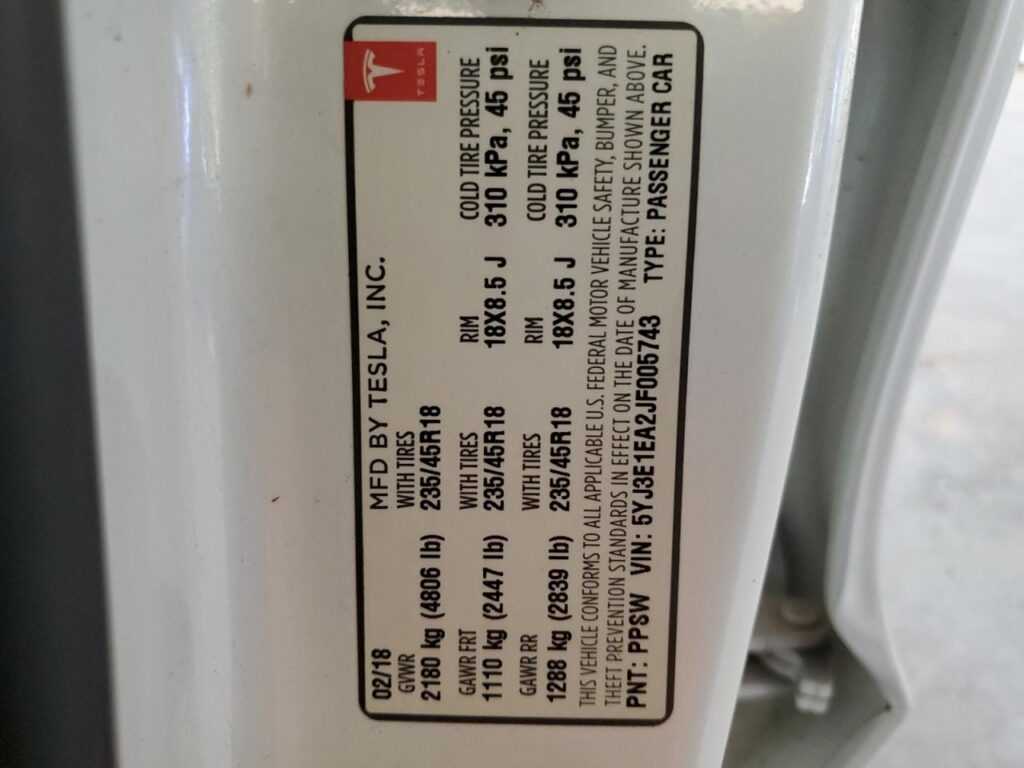 TESLA
02/18 MFD BY TESLA, INC.
GVWR WITH TIRES
2180 kg (4806 lb) 235/45R18
GAWR FRT WITH TIRES RIM COLD TIRE PRESSURE
1110 kg (2447 lb) 235/45R18 18X8.5 J 310 kPa, 45 psi
GAWR RR WITH TIRES RIM COLD TIRE PRESSURE
1288 kg (2839 lb) 235/45R18 18X8.5 J 310 kPa, 45 psi
THIS VEHICLE CONFORMS TO ALL APPLICABLE U.S. FEDERAL MOTOR VEHICLE SAFETY, BUMPER, AND
THEFT PREVENTION STANDARDS IN EFFECT ON THE DATE OF MANUFACTURE SHOWN ABOVE.
PNT: PPSW VIN: 5YJ3E1EA2JF005743 TYPE: PASSENGER CAR